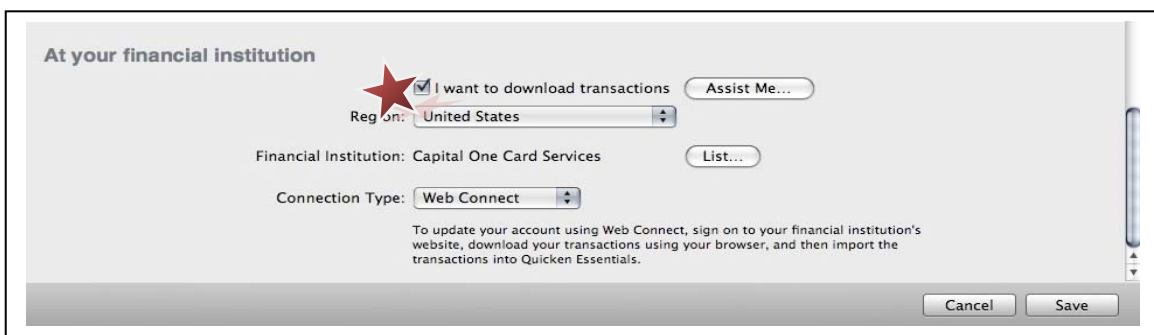 At your financial institution
I want to download transactions Assist Me...
Region: United States
Financial Institution: Capital One Card Services List...
Connection Type: Web Connect
To update your account using Web Connect, sign on to your financial institution's
website, download your transactions using your browser, and then import the
transactions into Quicken Essentials.
Cancel Save